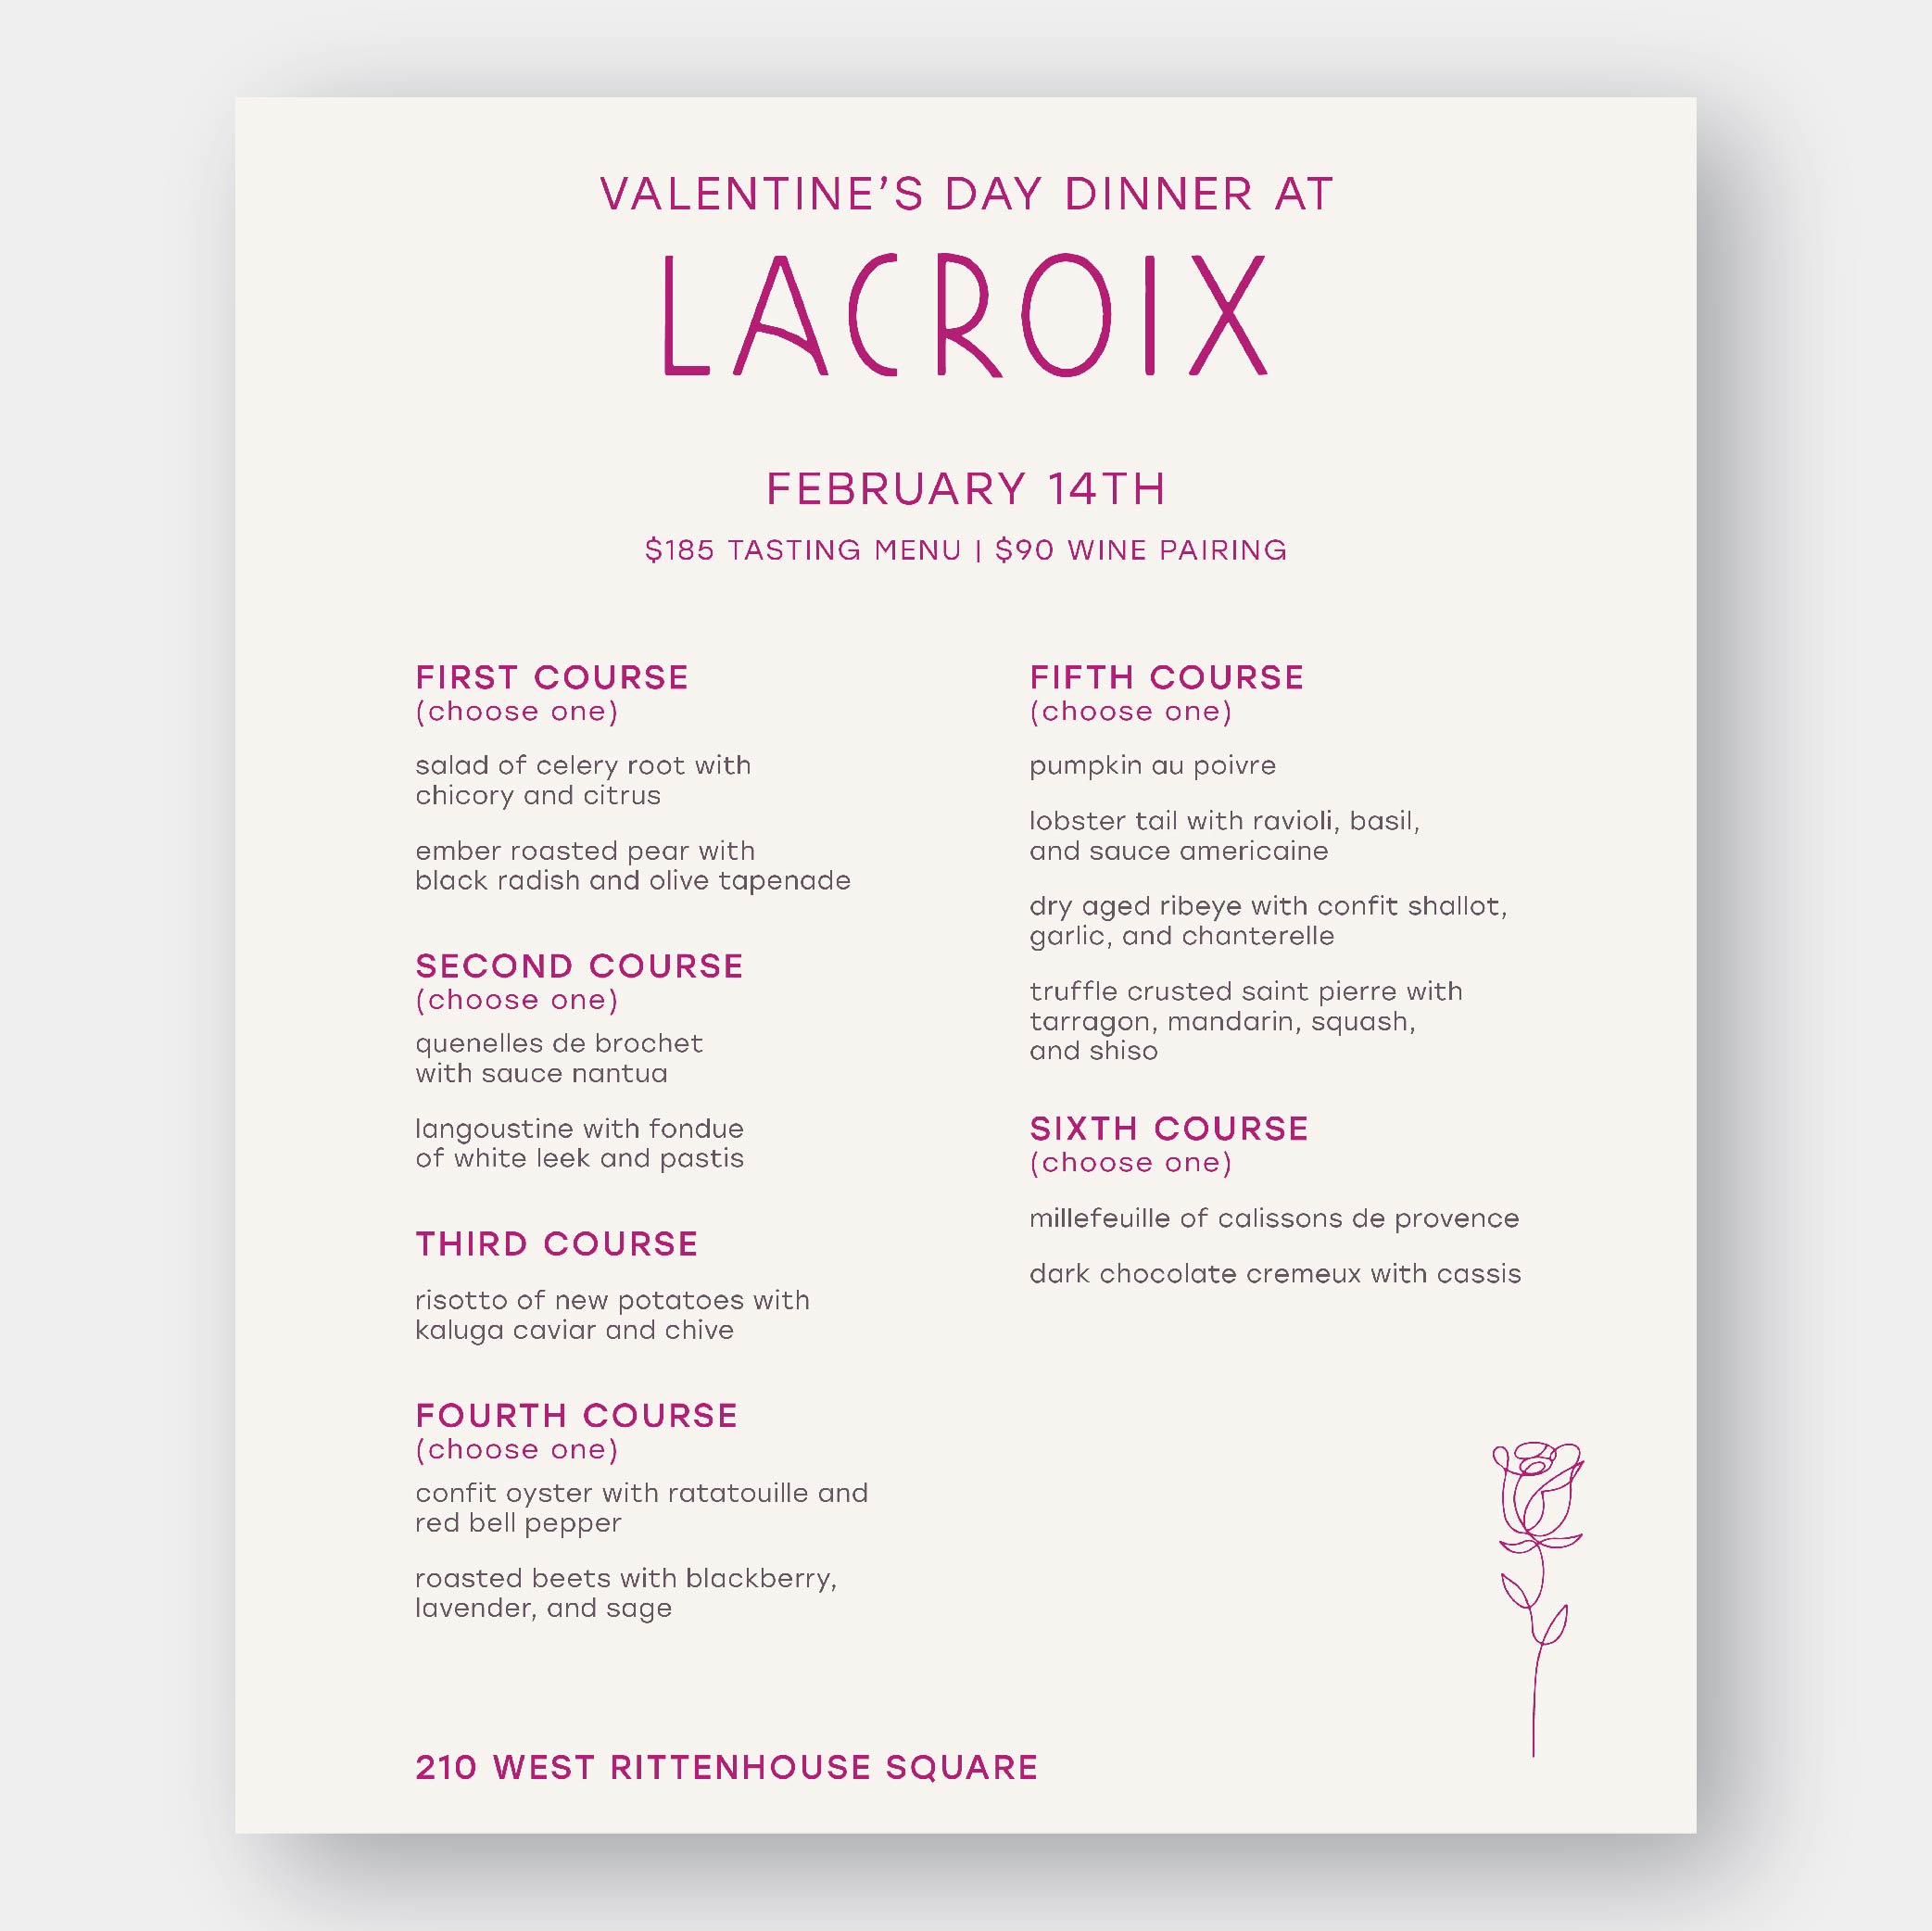 VALENTINE’S DAY DINNER AT
LACROIX
FEBRUARY 14TH
$185 TASTING MENU | $90 WINE PAIRING
FIRST COURSE
(choose one)
salad of celery root with
chicory and citrus
ember roasted pear with
black radish and olive tapenade
SECOND COURSE
(choose one)
quenelles de brochet
with sauce nantua
langoustine with fondue
of white leek and pastis
THIRD COURSE
risotto of new potatoes with
kaluga caviar and chive
FOURTH COURSE
(choose one)
confit oyster with ratatouille and
red bell pepper
roasted beets with blackberry,
lavender, and sage
FIFTH COURSE
(choose one)
pumpkin au poivre
lobster tail with ravioli, basil,
and sauce americaine
dry aged ribeye with confit shallot,
garlic, and chanterelle
truffle crusted saint pierre with
tarragon, mandarin, squash,
and shiso
SIXTH COURSE
(choose one)
millefeuille of calissons de provence
dark chocolate cremeux with cassis
210 WEST RITTENHOUSE SQUARE